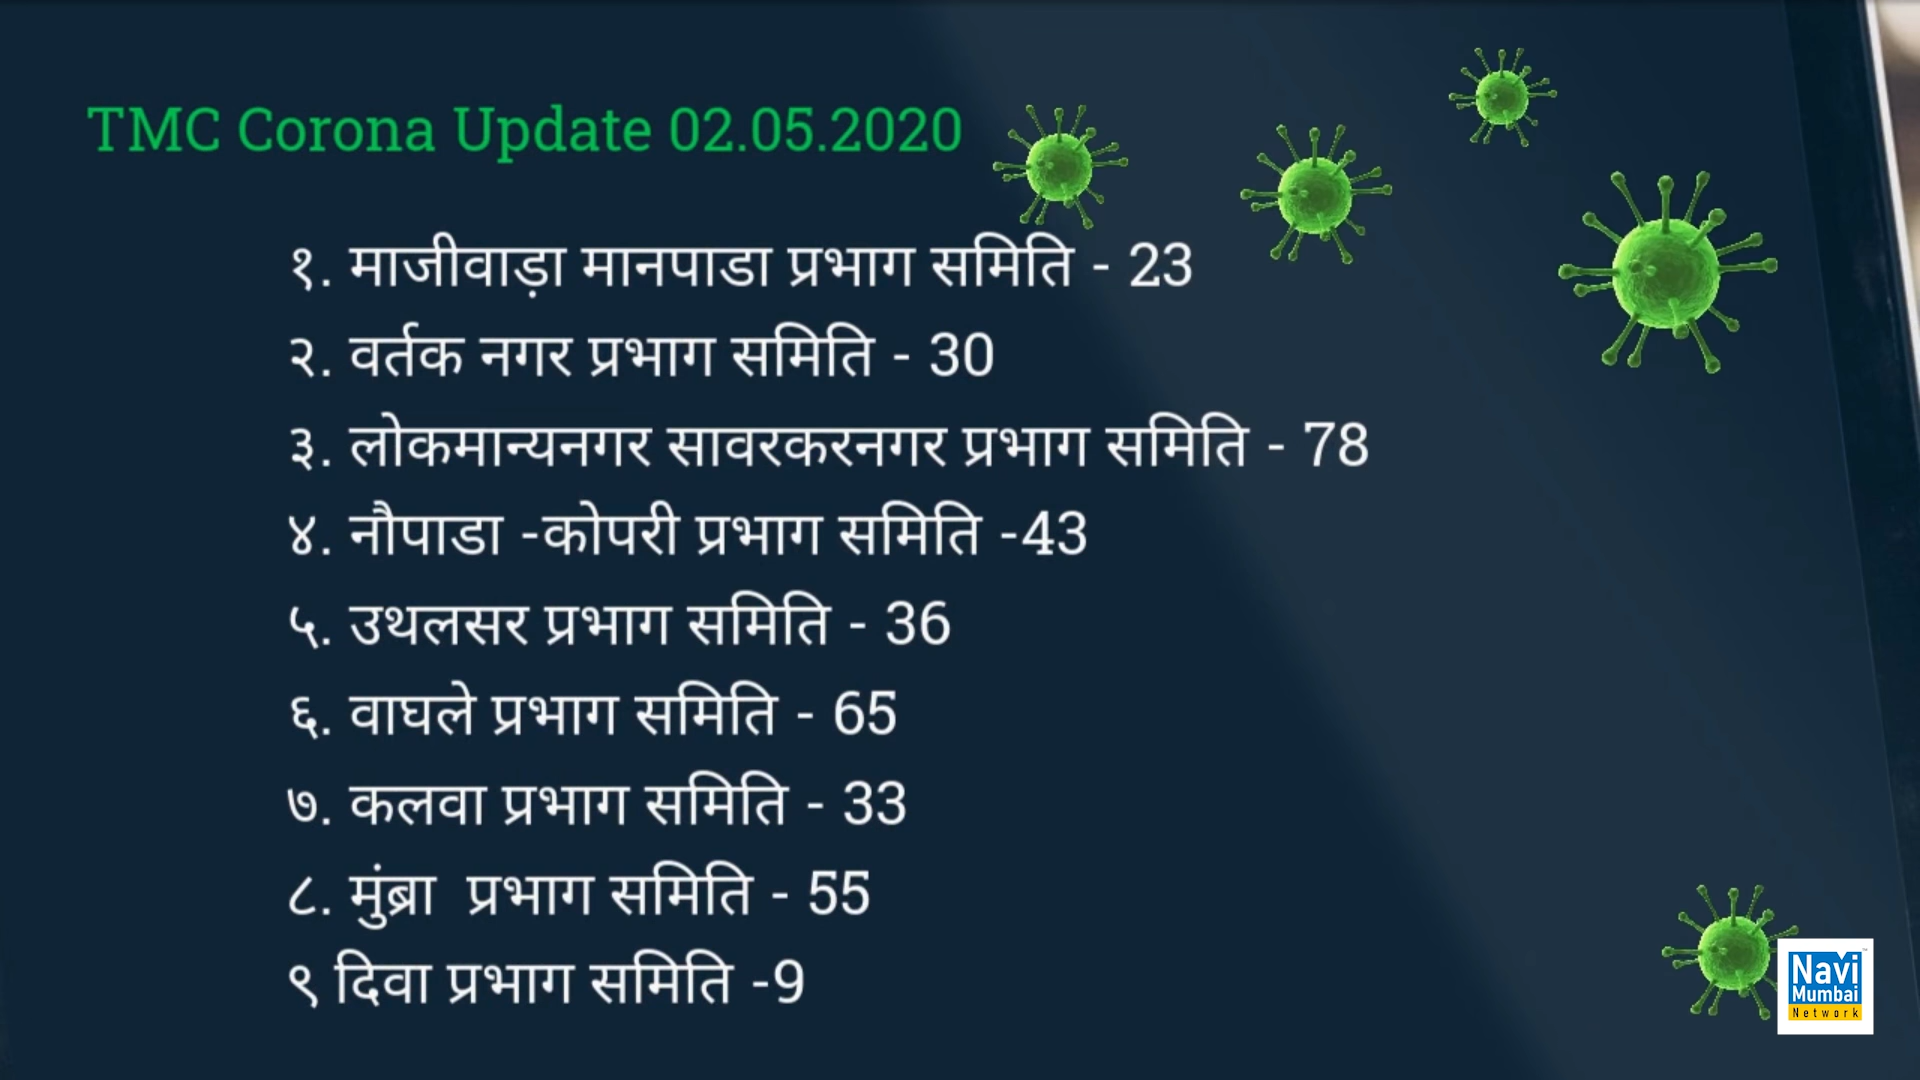 TMC Corona Update 02.05.2020
१. माजीवाड़ा मानपाडा प्रभाग समिति - 23
२. वर्तक नगर प्रभाग समिति - 30
३. लोकमान्यनगर सावरकरनगर प्रभाग समिति - 78
४. नौपाडा -कोपरी प्रभाग समिति -43
५. उथलसर प्रभाग समिति - 36
६. वाघले प्रभाग समिति - 65
७. कलवा प्रभाग समिति - 33
८. मुंब्रा प्रभाग समिति - 55
९ दिवा प्रभाग समिति -9
Navi
Mumbai
Network